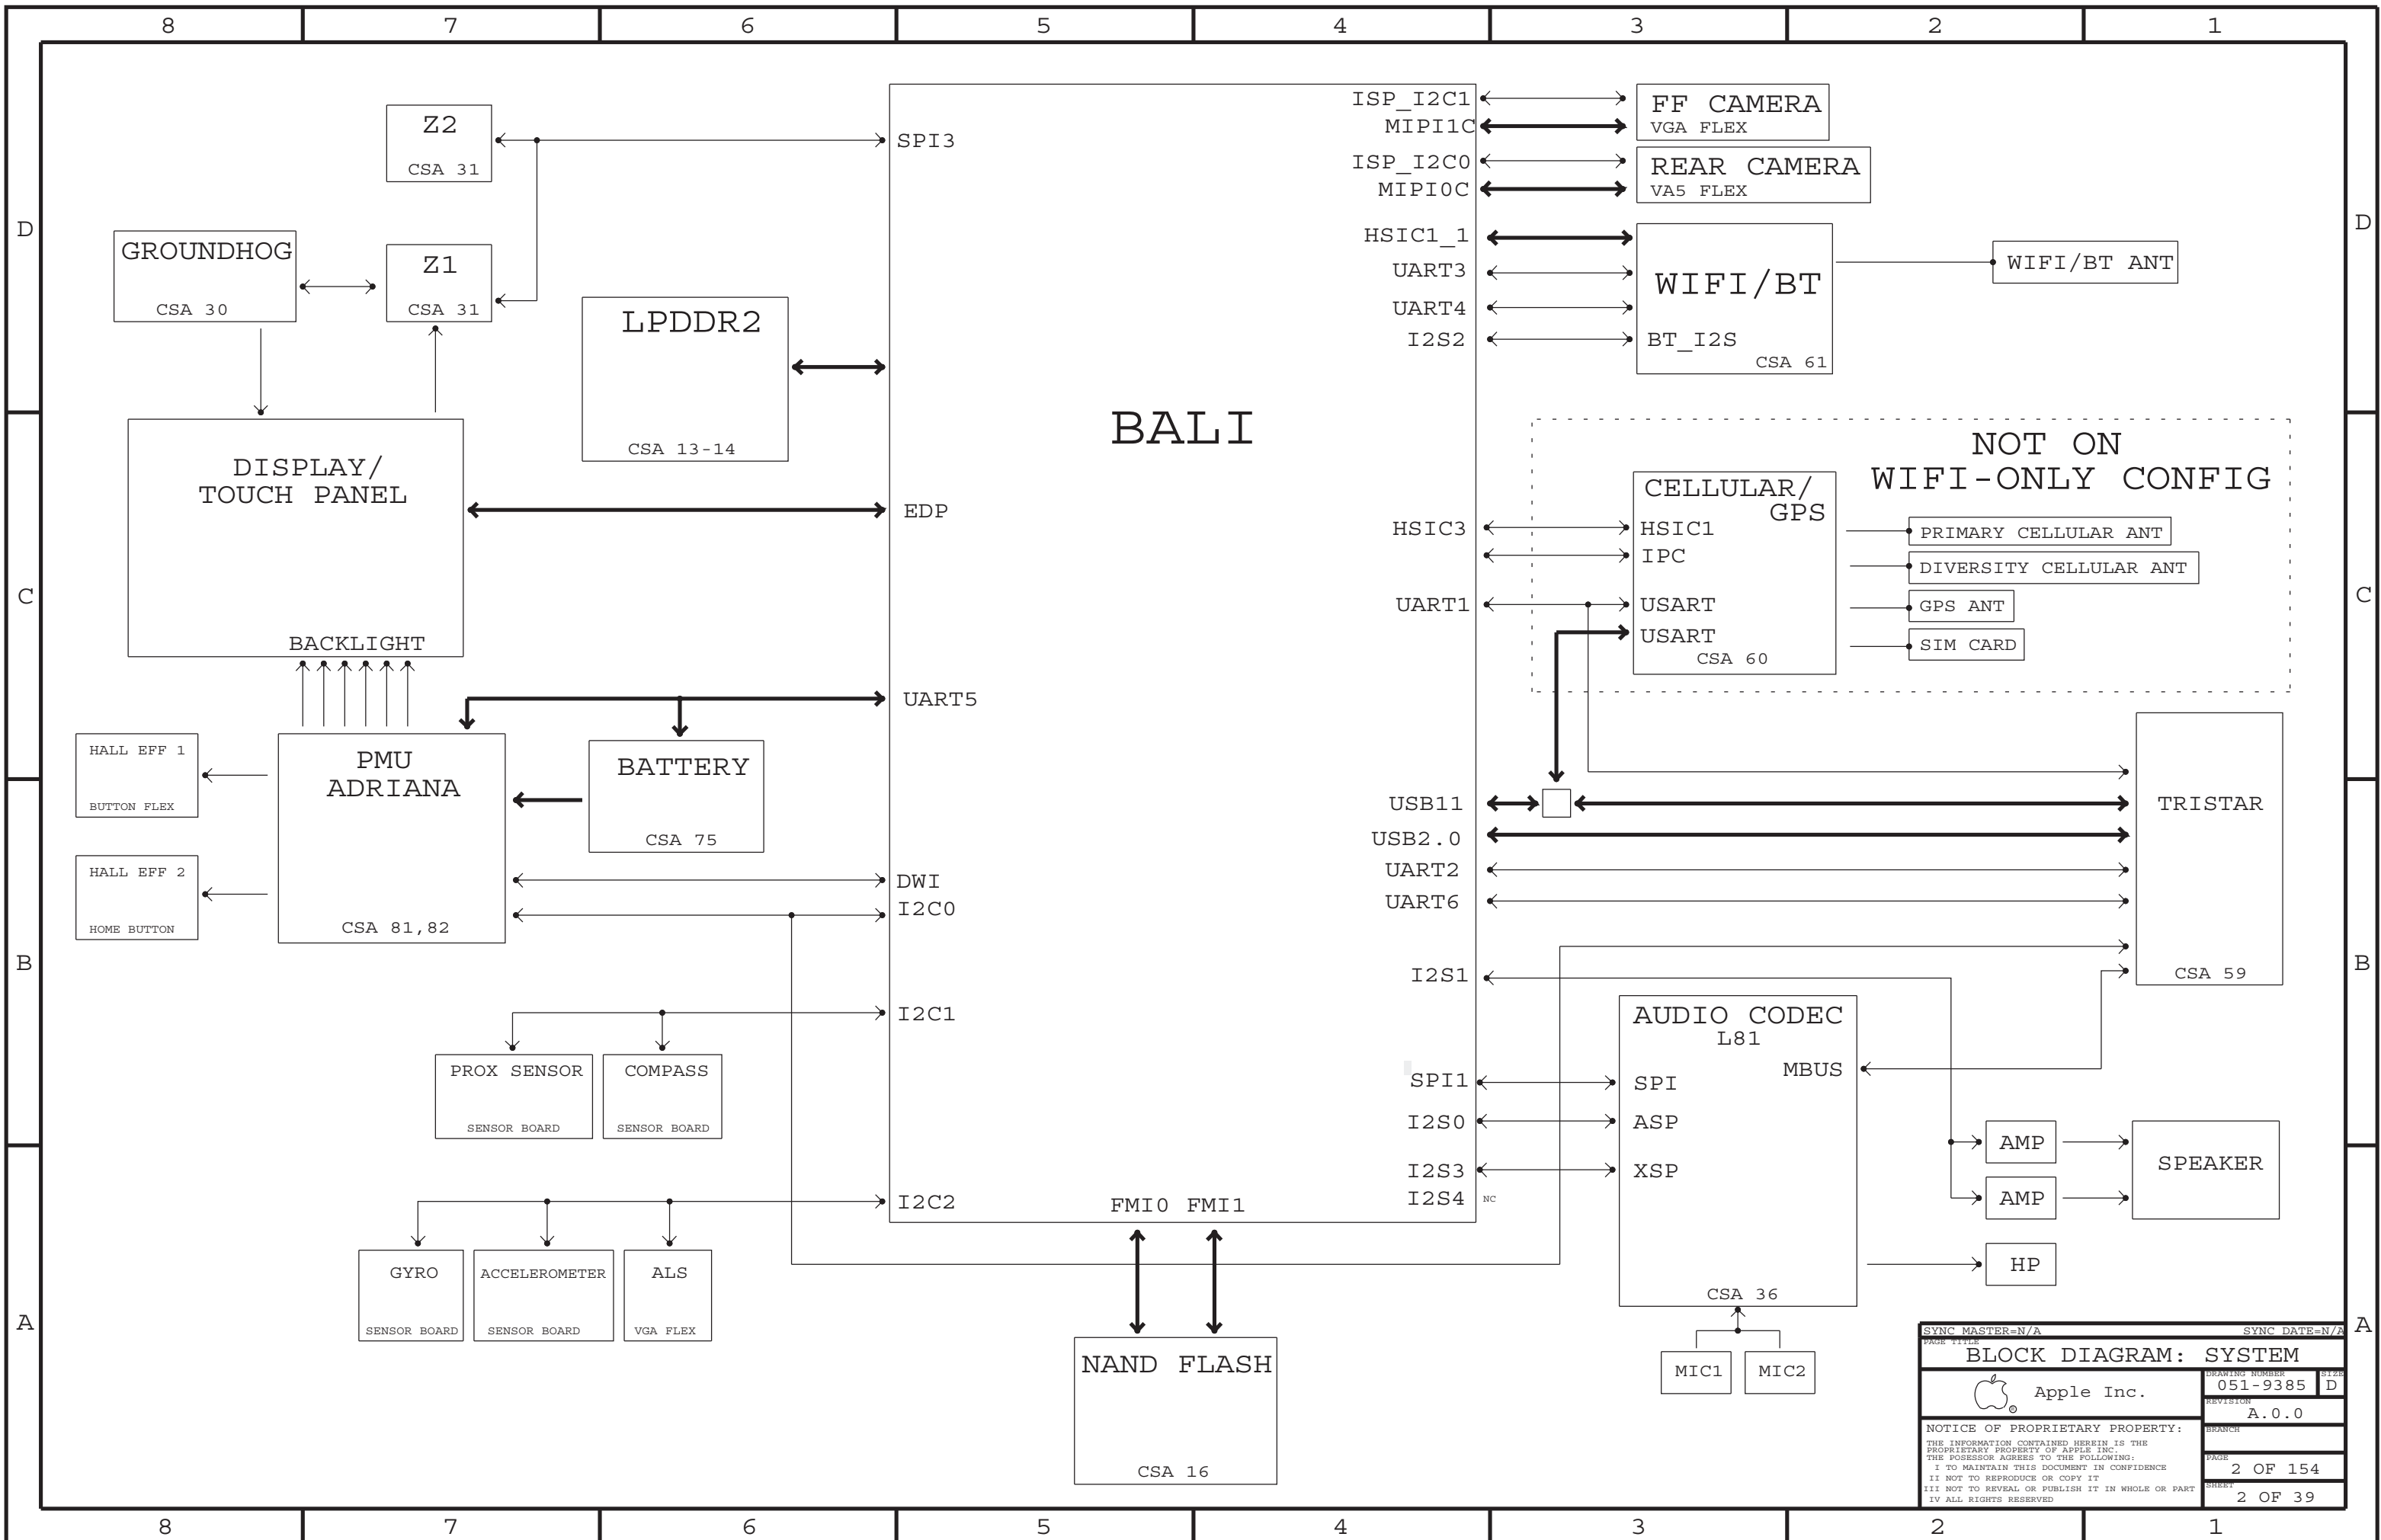 8 7 6 5 4 3 2 1
D
C
B
A
Z2
CSA 31
GROUNDHOG
CSA 30
Z1
CSA 31
LPDDR2
CSA 13-14
DISPLAY/
TOUCH PANEL
BACKLIGHT
HALL EFF 1
BUTTON FLEX
HALL EFF 2
HOME BUTTON
PMU
ADRIANA
CSA 81,82
BATTERY
CSA 75
PROX SENSOR
SENSOR BOARD
COMPASS
SENSOR BOARD
GYRO
SENSOR BOARD
ACCELEROMETER
SENSOR BOARD
ALS
VGA FLEX
BALI
SPI3
EDP
UART5
DWI
I2C0
I2C1
I2C2
FMI0 FMI1
ISP_I2C1
MIPI1C
ISP_I2C0
MIPI0C
HSIC1_1
UART3
UART4
I2S2
HSIC3
UART1
USB11
USB2.0
UART2
UART6
I2S1
SPI1
I2S0
I2S3
I2S4 NC
NAND FLASH
CSA 16
FF CAMERA
VGA FLEX
REAR CAMERA
VA5 FLEX
WIFI/BT
BT_I2S
CSA 61
WIFI/BT ANT
NOT ON
WIFI-ONLY CONFIG
CELLULAR/
GPS
HSIC1
IPC
USART
USART
CSA 60
PRIMARY CELLULAR ANT
DIVERSITY CELLULAR ANT
GPS ANT
SIM CARD
TRISTAR
CSA 59
AUDIO CODEC
L81
MBUS
SPI
ASP
XSP
CSA 36
MIC1
MIC2
AMP
AMP
SPEAKER
HP
D
C
B
A
SYNC MASTER=N/A SYNC DATE=N/A
PAGE TITLE
BLOCK DIAGRAM: SYSTEM
Apple Inc.
®
DRAWING NUMBER
051-9385
SIZE
D
REVISION
A.0.0
BRANCH
PAGE
2 OF 154
SHEET
2 OF 39
NOTICE OF PROPRIETARY PROPERTY:
THE INFORMATION CONTAINED HEREIN IS THE
PROPRIETARY PROPERTY OF APPLE INC.
THE POSESSOR AGREES TO THE FOLLOWING:
I TO MAINTAIN THIS DOCUMENT IN CONFIDENCE
II NOT TO REPRODUCE OR COPY IT
III NOT TO REVEAL OR PUBLISH IT IN WHOLE OR PART
IV ALL RIGHTS RESERVED
8 7 6 5 4 3 2 1